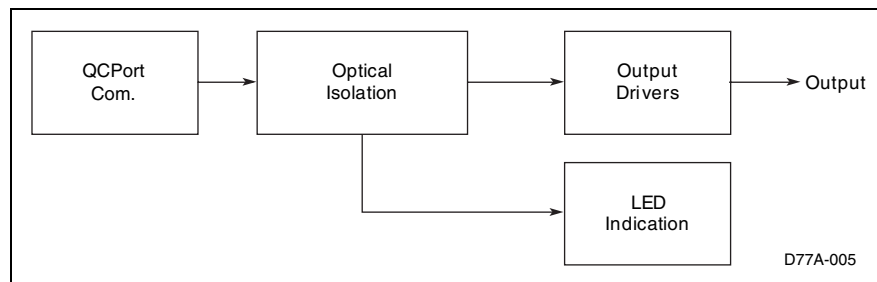 QCPort
Com.
Optical
Isolation
Output
Drivers
Output
LED
Indication
D77A-005